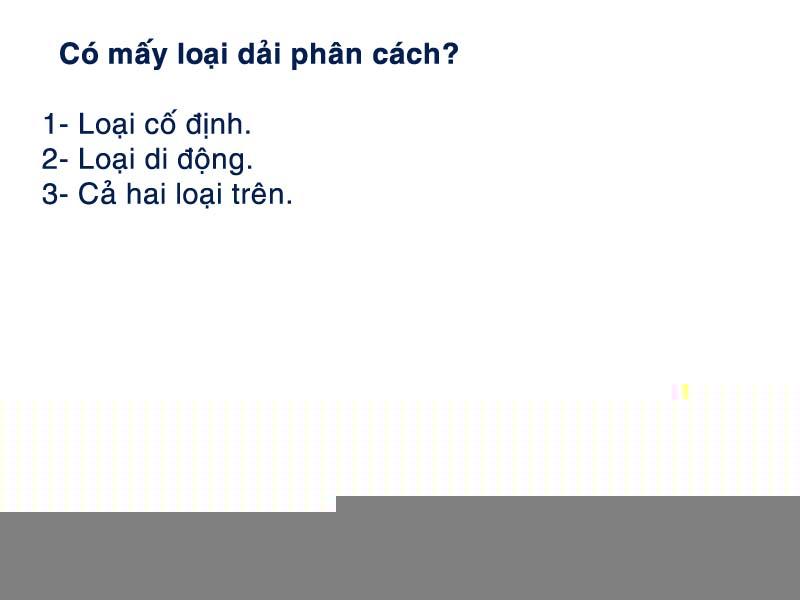 Có mấy loại dải phân cách?
1- Loại cố định.
2- Loại di động.
3- Cả hai loại trên.